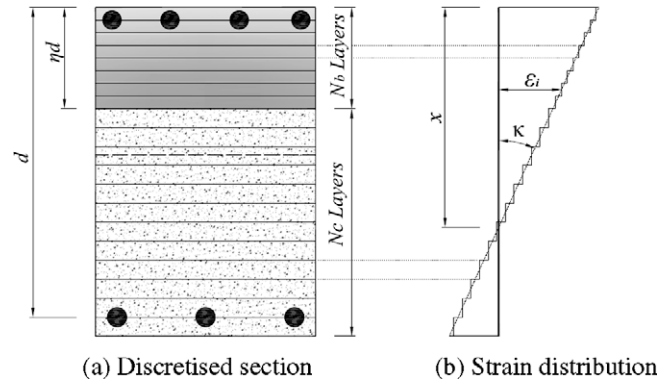 ηd
d
N_b Layers
Nc Layers
x
ε_i
κ
(a) Discretised section
(b) Strain distribution